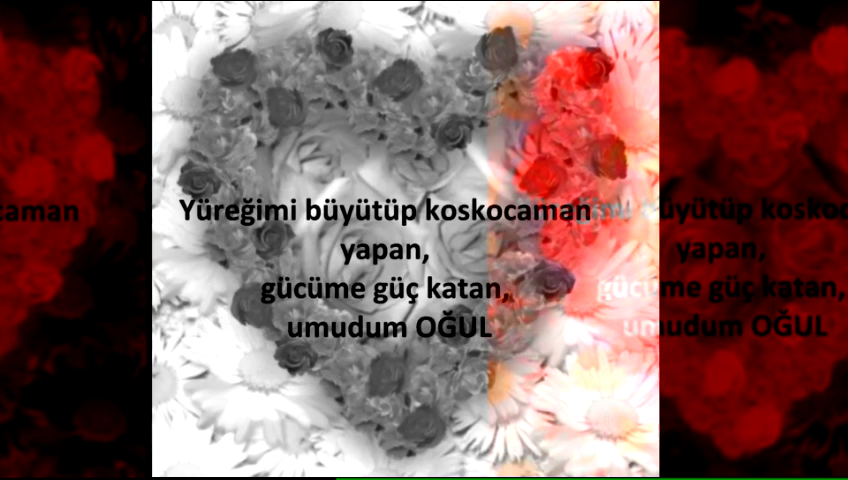 Yüreğimi büyütüp koskocaman
yapan,
gücüme güç katan,
umudum OĞUL